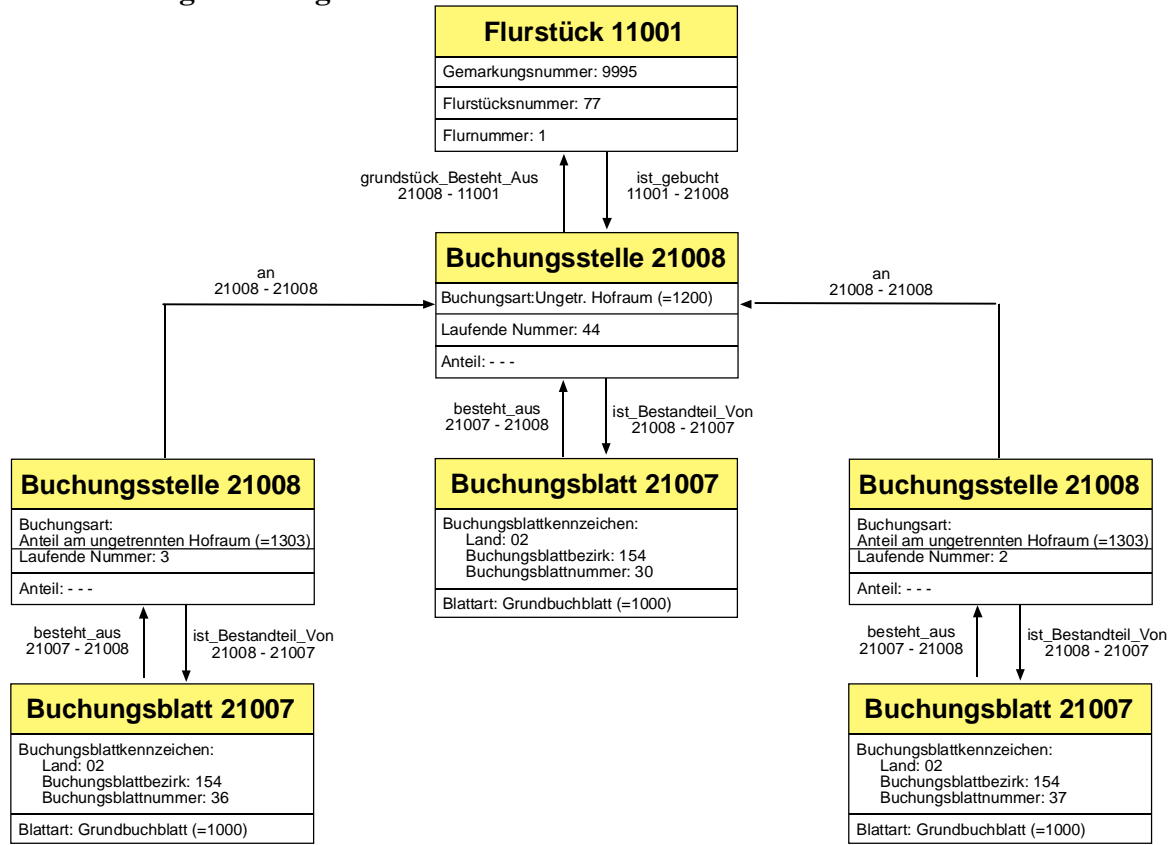 Flurstück 11001
Gemarkungsnummer: 9995
Flurstücksnummer: 77
Flurnummer: 1
grundstück_Besteht_Aus
21008 - 11001
ist_gebucht
11001 - 21008
Buchungsstelle 21008
Buchungsart:Ungetr. Hofraum (=1200)
Laufende Nummer: 44
Anteil: - - -
an
21008 - 21008
an
21008 - 21008
besteht_aus
21007 - 21008
ist_Bestandteil_Von
21008 - 21007
Buchungsstelle 21008
Buchungsart:
Anteil am ungetrennten Hofraum (=1303)
Laufende Nummer: 3
Anteil: - - -
Buchungsblatt 21007
Buchungsblattkennzeichen:
Land: 02
Buchungsblattbezirk: 154
Buchungsblattnummer: 30
Blattart: Grundbuchblatt (=1000)
Buchungsstelle 21008
Buchungsart:
Anteil am ungetrennten Hofraum (=1303)
Laufende Nummer: 2
Anteil: - - -
besteht_aus
21007 - 21008
ist_Bestandteil_Von
21008 - 21007
besteht_aus
21007 - 21008
ist_Bestandteil_Von
21008 - 21007
Buchungsblatt 21007
Buchungsblattkennzeichen:
Land: 02
Buchungsblattbezirk: 154
Buchungsblattnummer: 36
Blattart: Grundbuchblatt (=1000)
Buchungsblatt 21007
Buchungsblattkennzeichen:
Land: 02
Buchungsblattbezirk: 154
Buchungsblattnummer: 37
Blattart: Grundbuchblatt (=1000)